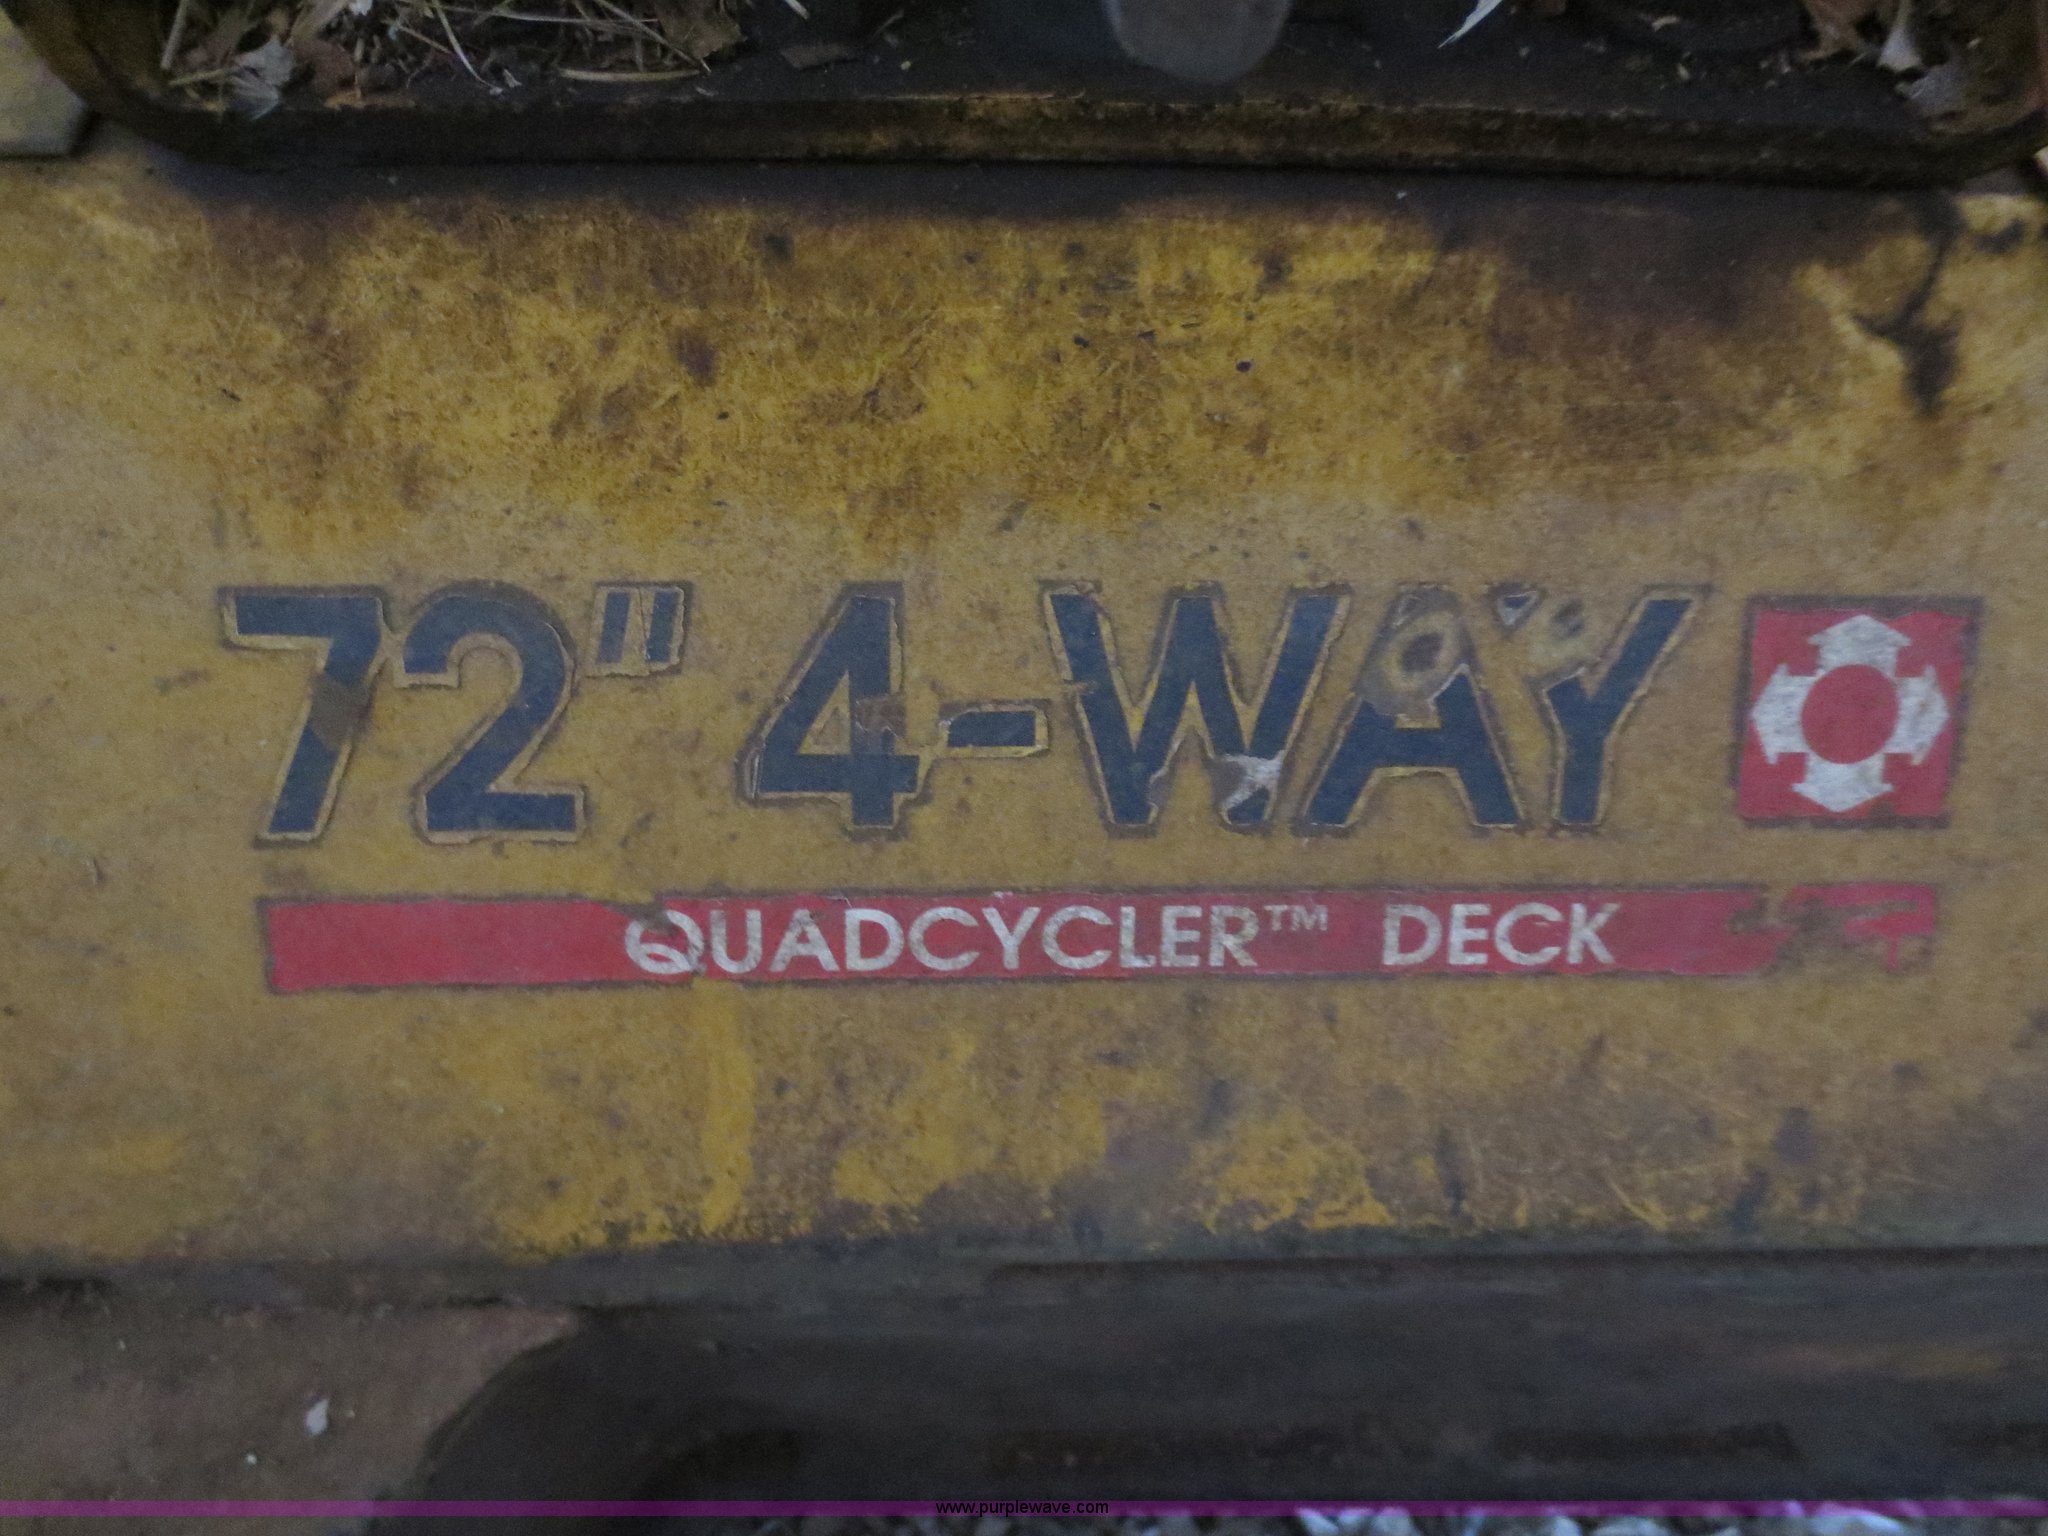 72" 4-WAY
QUADCYCLER™ DECK
www.purplewave.com